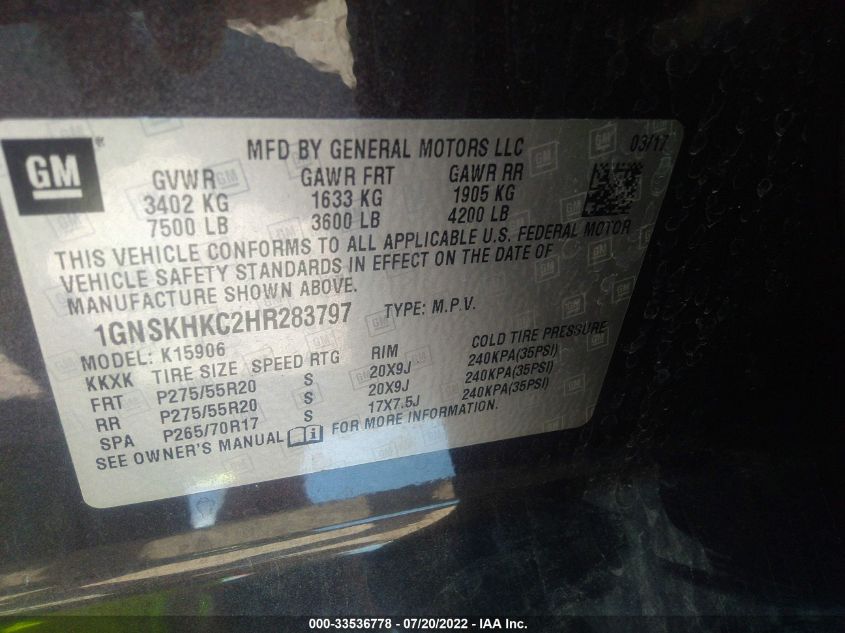 GM
MFD BY GENERAL MOTORS LLC 03/17
GVWR GAWR FRT GAWR RR
3402 KG 1633 KG 1905 KG
7500 LB 3600 LB 4200 LB
THIS VEHICLE CONFORMS TO ALL APPLICABLE U.S. FEDERAL MOTOR
VEHICLE SAFETY STANDARDS IN EFFECT ON THE DATE OF
MANUFACTURE SHOWN ABOVE.
1GNSKHKC2HR283797 TYPE: M.P.V.
MODEL: K15906
KKXK TIRE SIZE SPEED RTG RIM COLD TIRE PRESSURE
FRT P275/55R20 S 20X9J 240KPA(35PSI)
RR P275/55R20 S 20X9J 240KPA(35PSI)
SPA P265/70R17 S 17X7.5J 240KPA(35PSI)
SEE OWNER'S MANUAL FOR MORE INFORMATION.
000-33536778 - 07/20/2022 - IAA Inc.